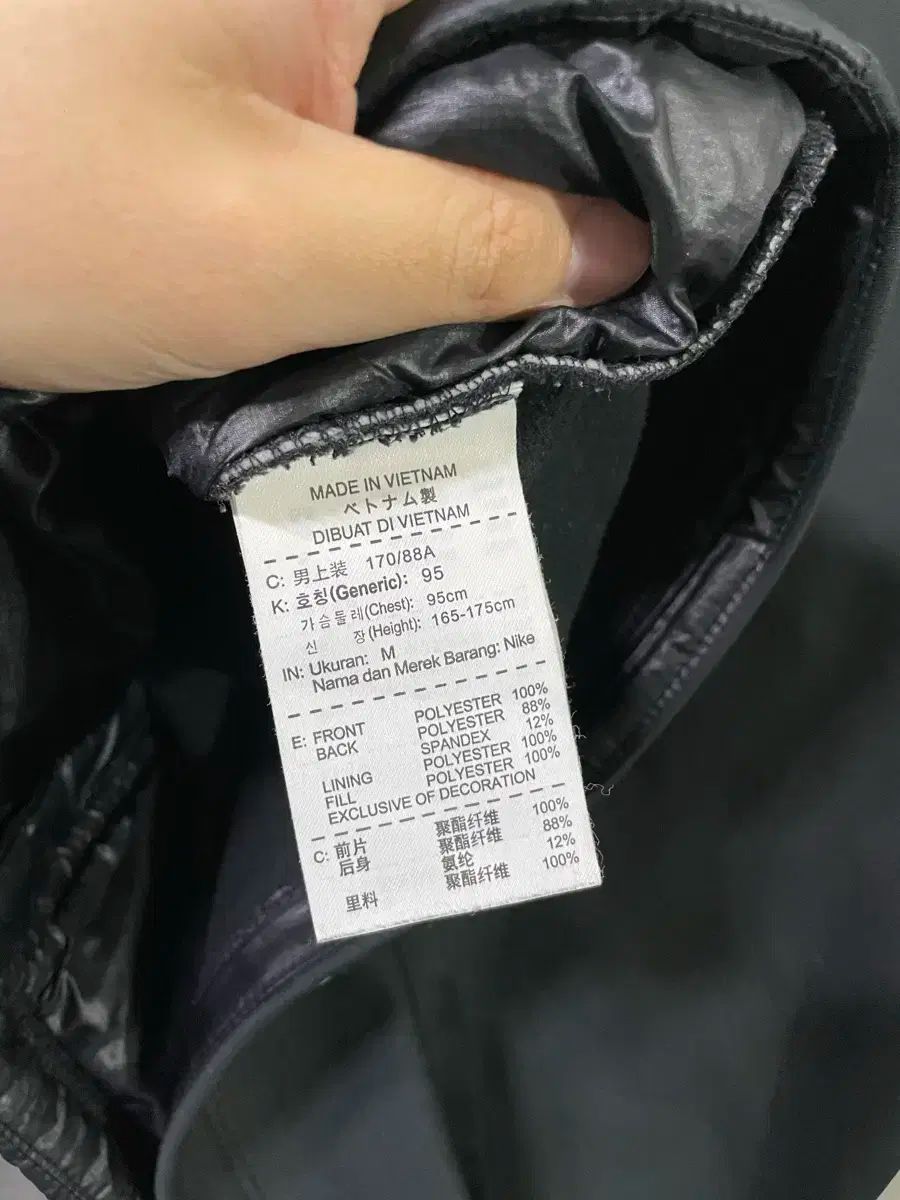 MADE IN VIETNAM
ベトナム製
DIBUAT DI VIETNAM
C: 男上装 170/88A
K: 호칭(Generic): 95
가슴둘레(Chest): 95cm
신 장(Height): 165-175cm
IN: Ukuran: M
Nama dan Merek Barang: Nike
E: FRONT POLYESTER 100%
BACK POLYESTER 88%
SPANDEX 12%
LINING POLYESTER 100%
FILL POLYESTER 100%
EXCLUSIVE OF DECORATION
C: 前片 聚酯纤维 100%
后身 聚酯纤维 88%
氨纶 12%
里料 聚酯纤维 100%